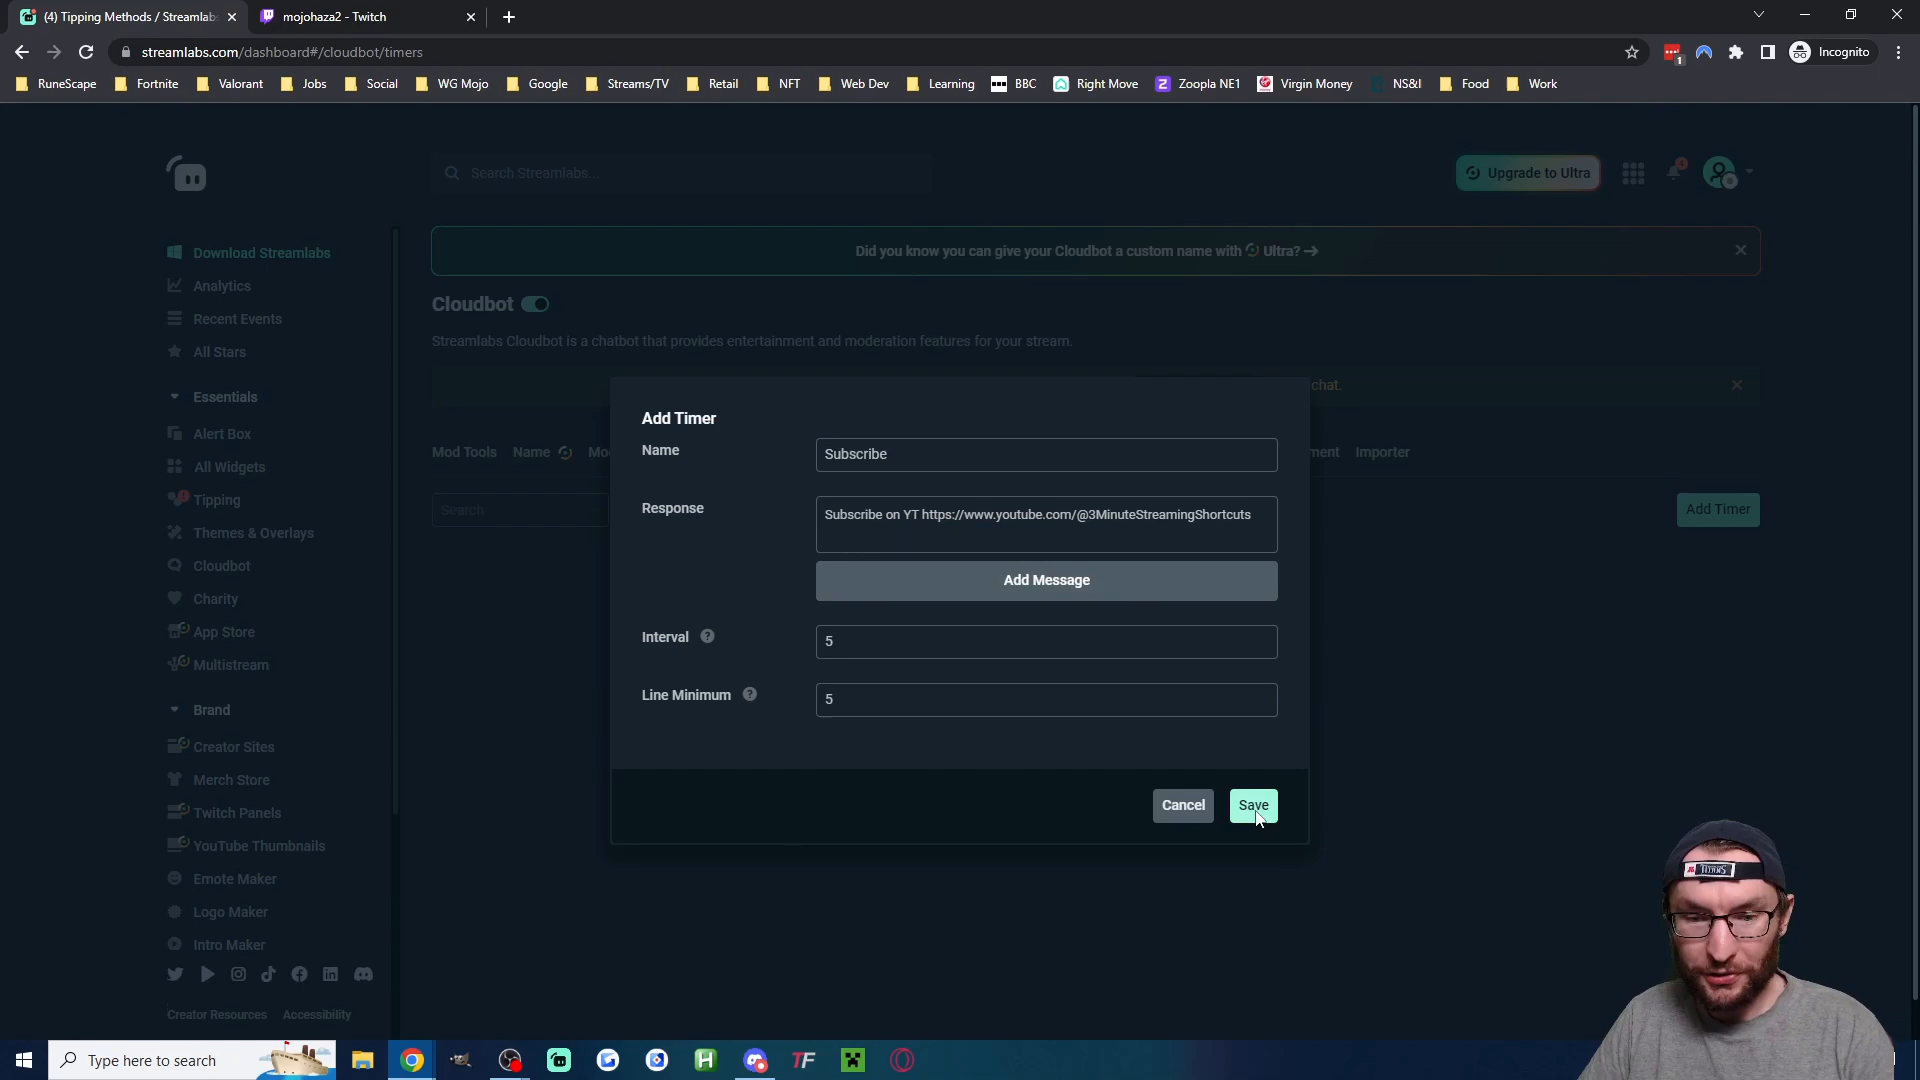 (4) Tipping Methods / Streamlabs
mojohaza2 - Twitch
streamlabs.com/dashboard#/cloudbot/timers
1
Incognito
RuneScape
Fortnite
Valorant
Jobs
Social
WG Mojo
Google
Streams/TV
Retail
NFT
Web Dev
Learning
BBC
Right Move
Zoopla NE1
Virgin Money
NS&I
Food
Work
Search Streamlabs...
Upgrade to Ultra
Download Streamlabs
Did you know you can give your Cloudbot a custom name with Ultra? →
Analytics
Cloudbot
Recent Events
Streamlabs Cloudbot is a chatbot that provides entertainment and moderation features for your stream.
All Stars
chat.
Essentials
Add Timer
Alert Box
Name
Subscribe
Mod Tools
Name
Mo
ment
Importer
All Widgets
Tipping
Search
Response
Subscribe on YT https://www.youtube.com/@3MinuteStreamingShortcuts
Add Timer
Themes & Overlays
Cloudbot
Add Message
Charity
App Store
Interval
5
Multistream
Line Minimum
5
Brand
Creator Sites
Merch Store
Cancel
Save
Twitch Panels
YouTube Thumbnails
Emote Maker
TITANS
Logo Maker
Intro Maker
Creator Resources
Accessibility
Type here to search
H
TF